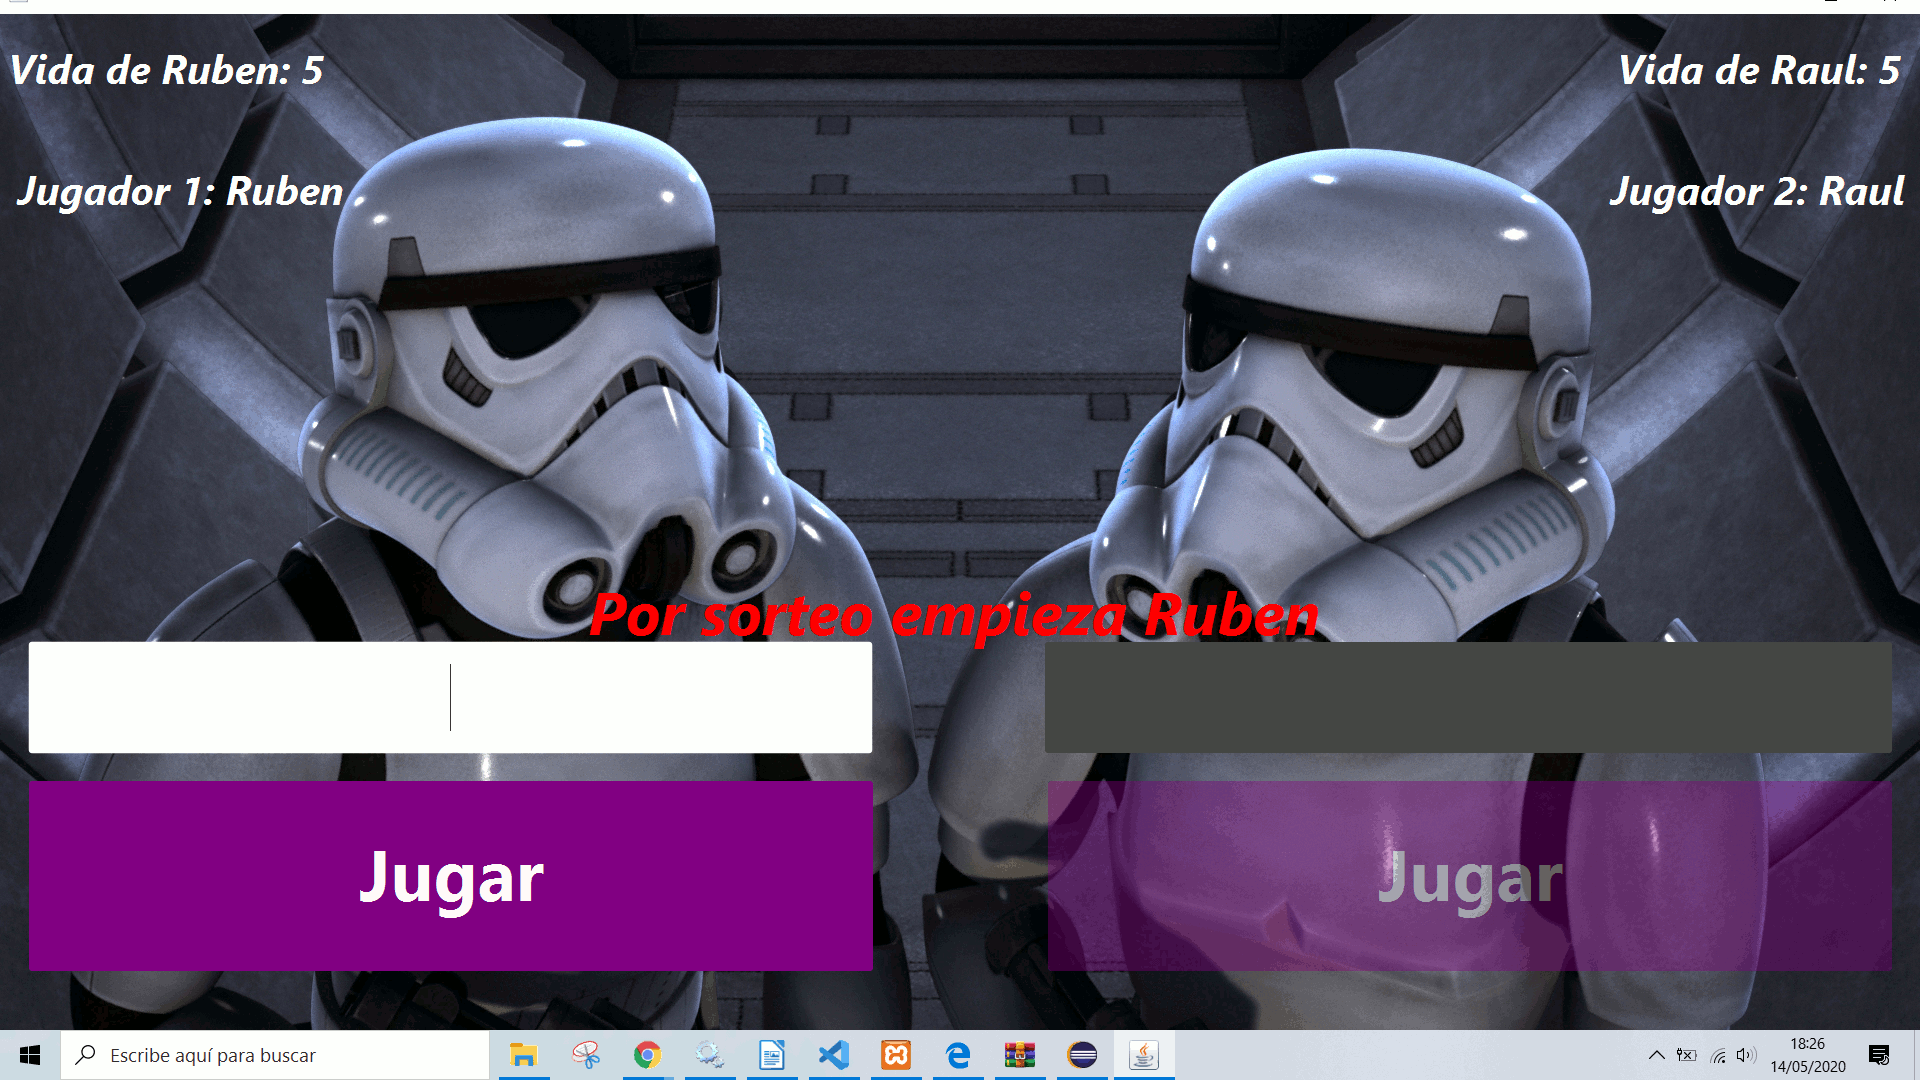 Vida de Ruben: 5
Vida de Raul: 5
Jugador 1: Ruben
Jugador 2: Raul
Por sorteo empieza Ruben
Jugar
Jugar
Escribe aquí para buscar
18:26
14/05/2020